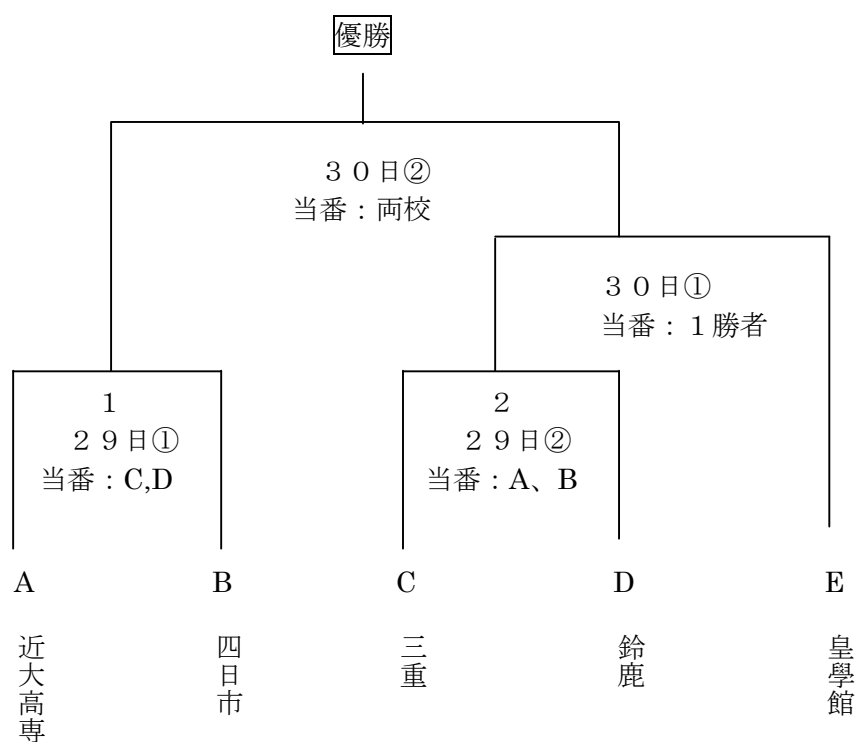 優勝
３０日②
当番：両校
３０日①
当番：１勝者
1
２９日①
当番：C,D
2
２９日②
当番：A、B
A
B
C
D
E
近大高専
四日市
三重
鈴鹿
皇學館